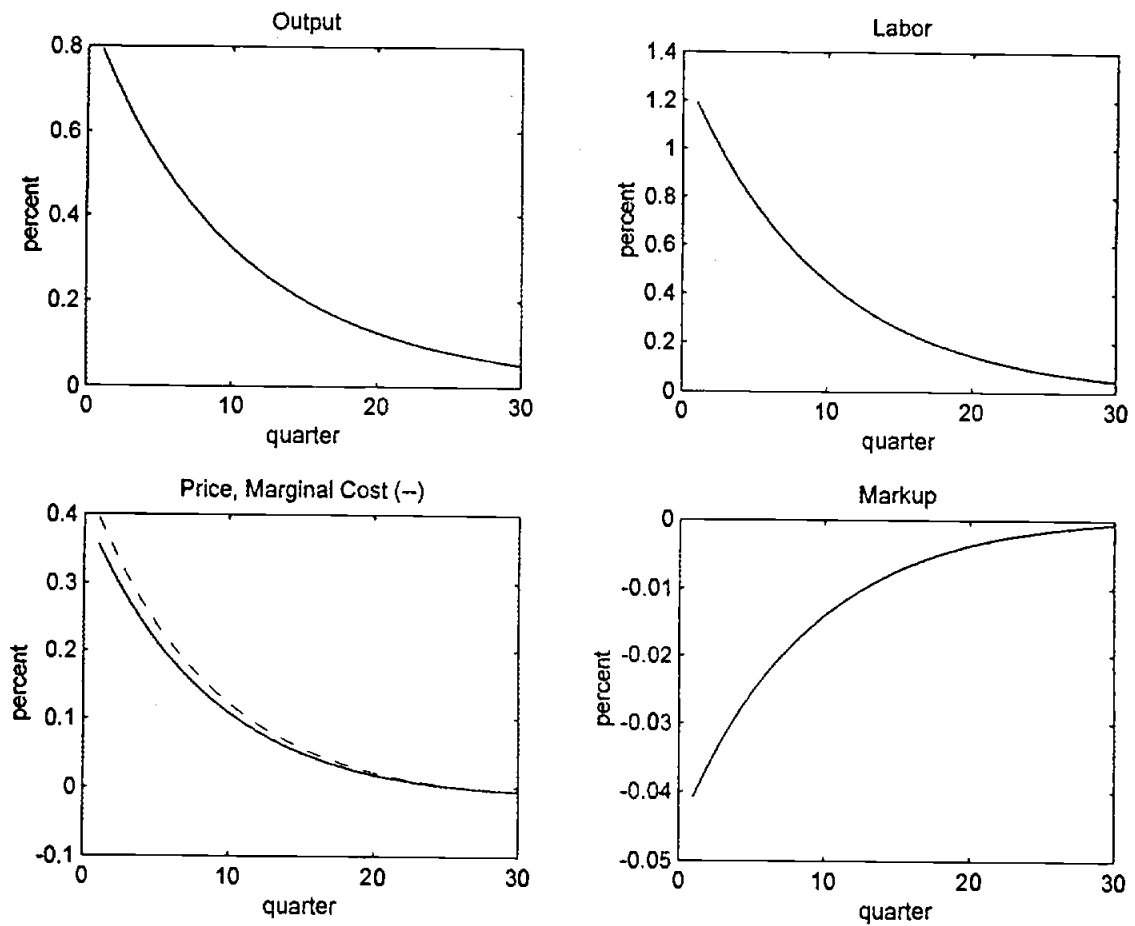 Output
0.8
0.6
0.4
0.2
0
percent
0 10 20 30
quarter
Labor
1.4
1.2
1
0.8
0.6
0.4
0.2
0
percent
0 10 20 30
quarter
Price, Marginal Cost (--)
0.4
0.3
0.2
0.1
0
-0.1
percent
0 10 20 30
quarter
Markup
0
-0.01
-0.02
-0.03
-0.04
-0.05
percent
0 10 20 30
quarter